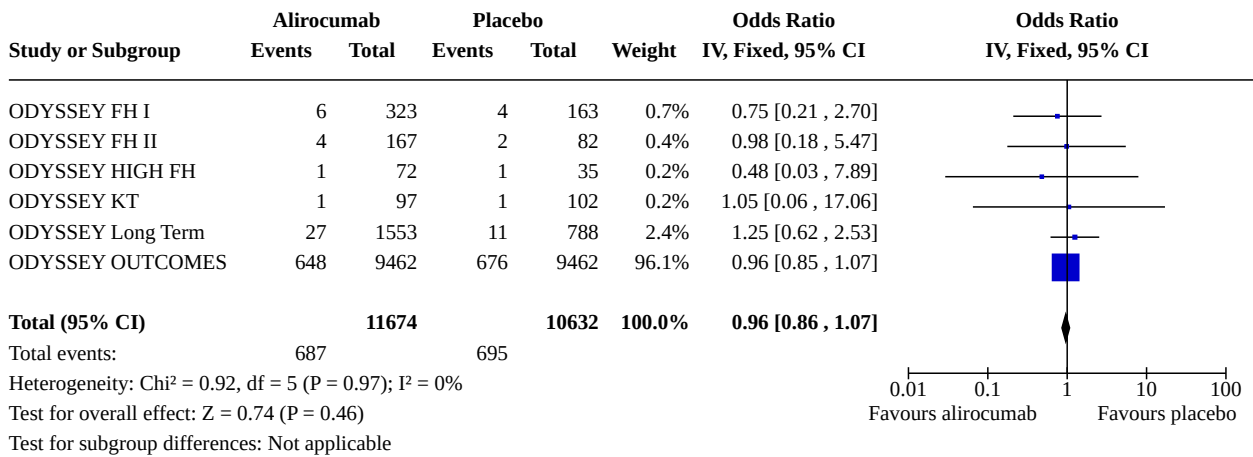 Alirocumab Placebo Odds Ratio Odds Ratio
Study or Subgroup Events Total Events Total Weight IV, Fixed, 95% CI IV, Fixed, 95% CI
ODYSSEY FH I 6 323 4 163 0.7% 0.75 [0.21 , 2.70]
ODYSSEY FH II 4 167 2 82 0.4% 0.98 [0.18 , 5.47]
ODYSSEY HIGH FH 1 72 1 35 0.2% 0.48 [0.03 , 7.89]
ODYSSEY KT 1 97 1 102 0.2% 1.05 [0.06 , 17.06]
ODYSSEY Long Term 27 1553 11 788 2.4% 1.25 [0.62 , 2.53]
ODYSSEY OUTCOMES 648 9462 676 9462 96.1% 0.96 [0.85 , 1.07]
Total (95% CI) 11674 10632 100.0% 0.96 [0.86 , 1.07]
Total events: 687 695
Heterogeneity: Chi² = 0.92, df = 5 (P = 0.97); I² = 0%
Test for overall effect: Z = 0.74 (P = 0.46)
Test for subgroup differences: Not applicable
0.01 0.1 1 10 100
Favours alirocumab Favours placebo